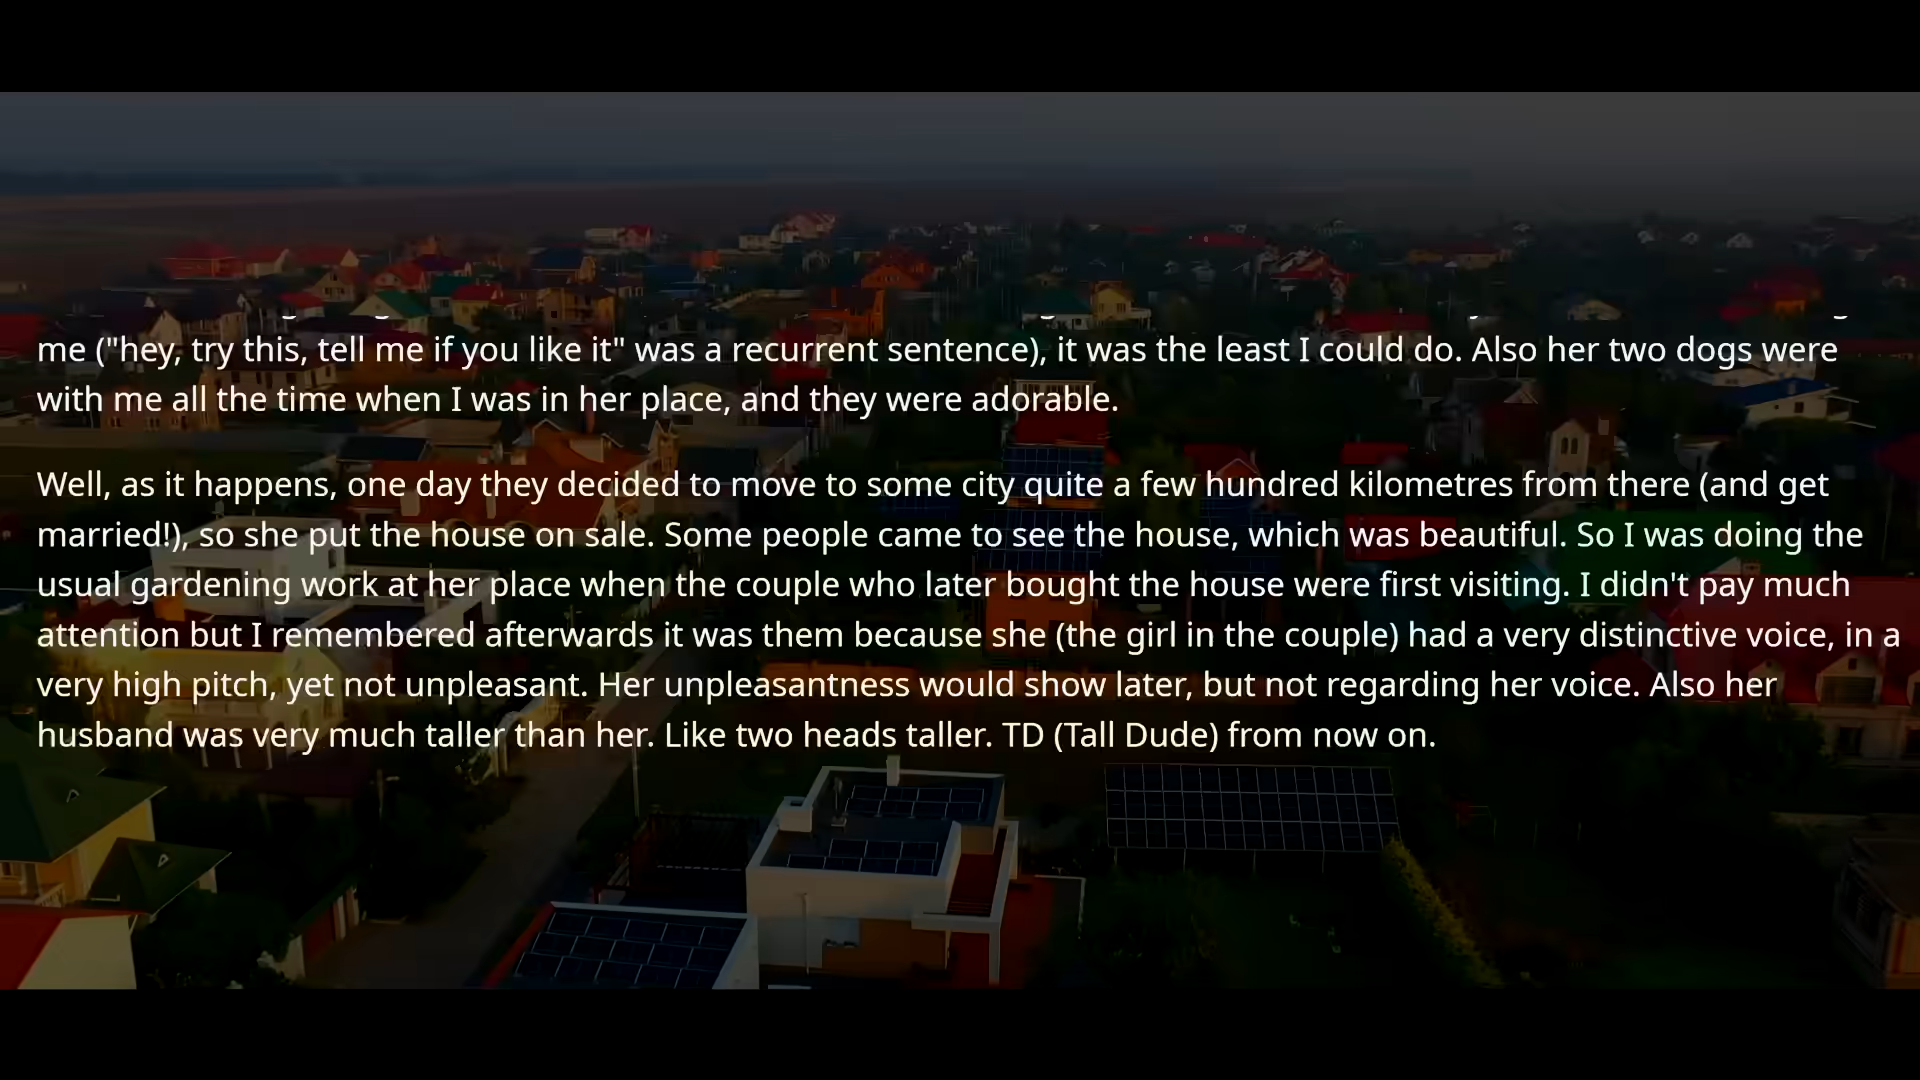 me ("hey, try this, tell me if you like it" was a recurrent sentence), it was the least I could do. Also her two dogs were
with me all the time when I was in her place, and they were adorable.
Well, as it happens, one day they decided to move to some city quite a few hundred kilometres from there (and get
married!), so she put the house on sale. Some people came to see the house, which was beautiful. So I was doing the
usual gardening work at her place when the couple who later bought the house were first visiting. I didn't pay much
attention but I remembered afterwards it was them because she (the girl in the couple) had a very distinctive voice, in a
very high pitch, yet not unpleasant. Her unpleasantness would show later, but not regarding her voice. Also her
husband was very much taller than her. Like two heads taller. TD (Tall Dude) from now on.